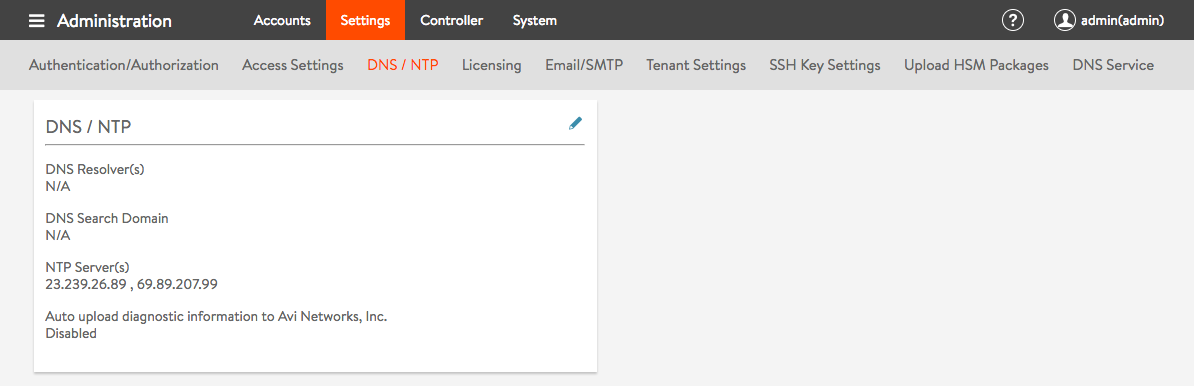 Administration Accounts Settings Controller System ? admin(admin)
Authentication/Authorization Access Settings DNS / NTP Licensing Email/SMTP Tenant Settings SSH Key Settings Upload HSM Packages DNS Service
DNS / NTP
DNS Resolver(s)
N/A
DNS Search Domain
N/A
NTP Server(s)
23.239.26.89 , 69.89.207.99
Auto upload diagnostic information to Avi Networks, Inc.
Disabled